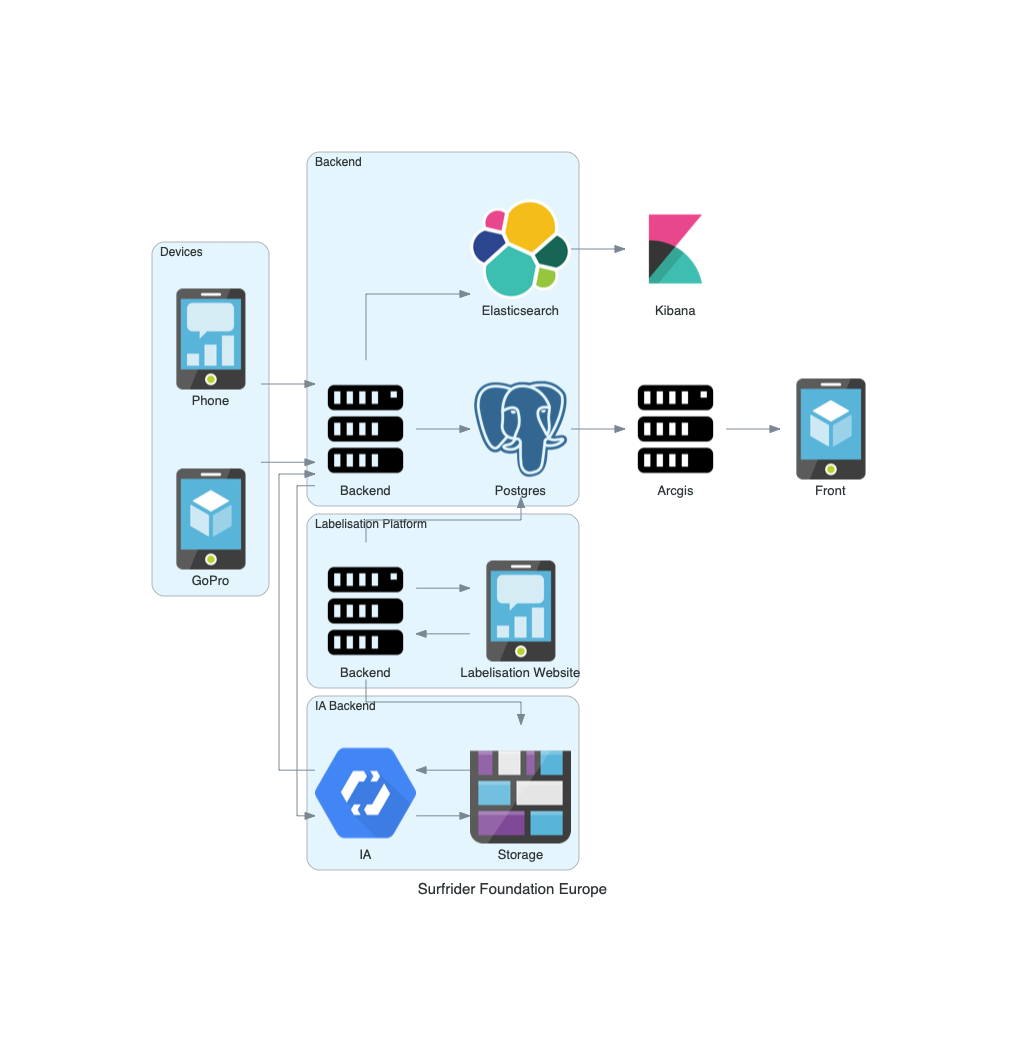 Backend
Devices
Elasticsearch
Kibana
Phone
Backend
Postgres
Arcgis
Front
Labelisation Platform
GoPro
Backend
Labelisation Website
IA Backend
IA
Storage
Surfrider Foundation Europe